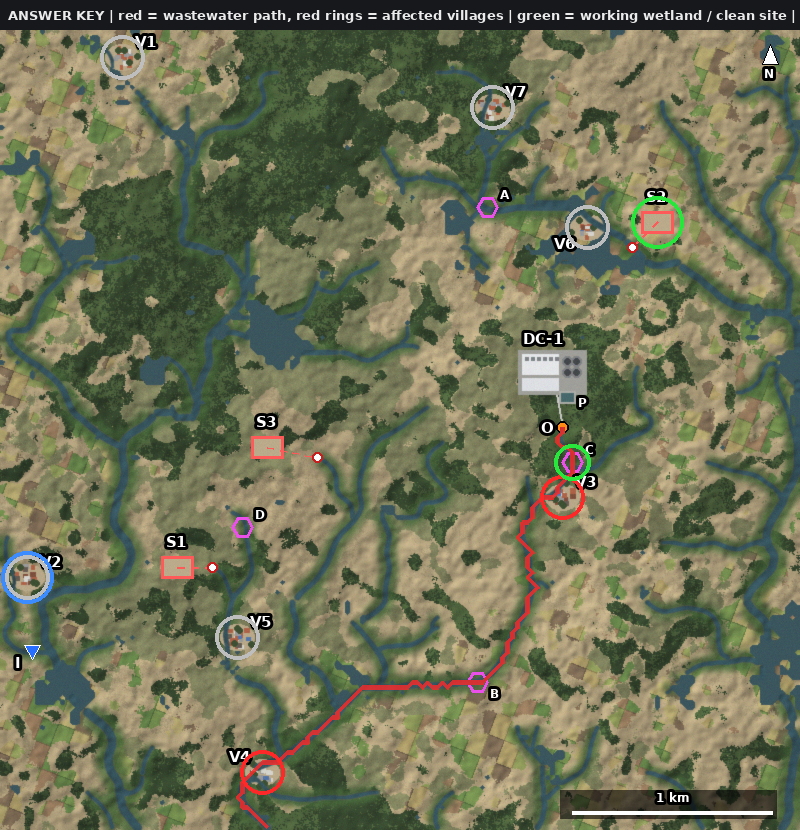 ANSWER KEY | red = wastewater path, red rings = affected villages | green = working wetland / clean site |
V1
N
V7
A
S2
V6
DC-1
P
O
S3
C
V3
D
S1
V2
V5
I
B
V4
1 km